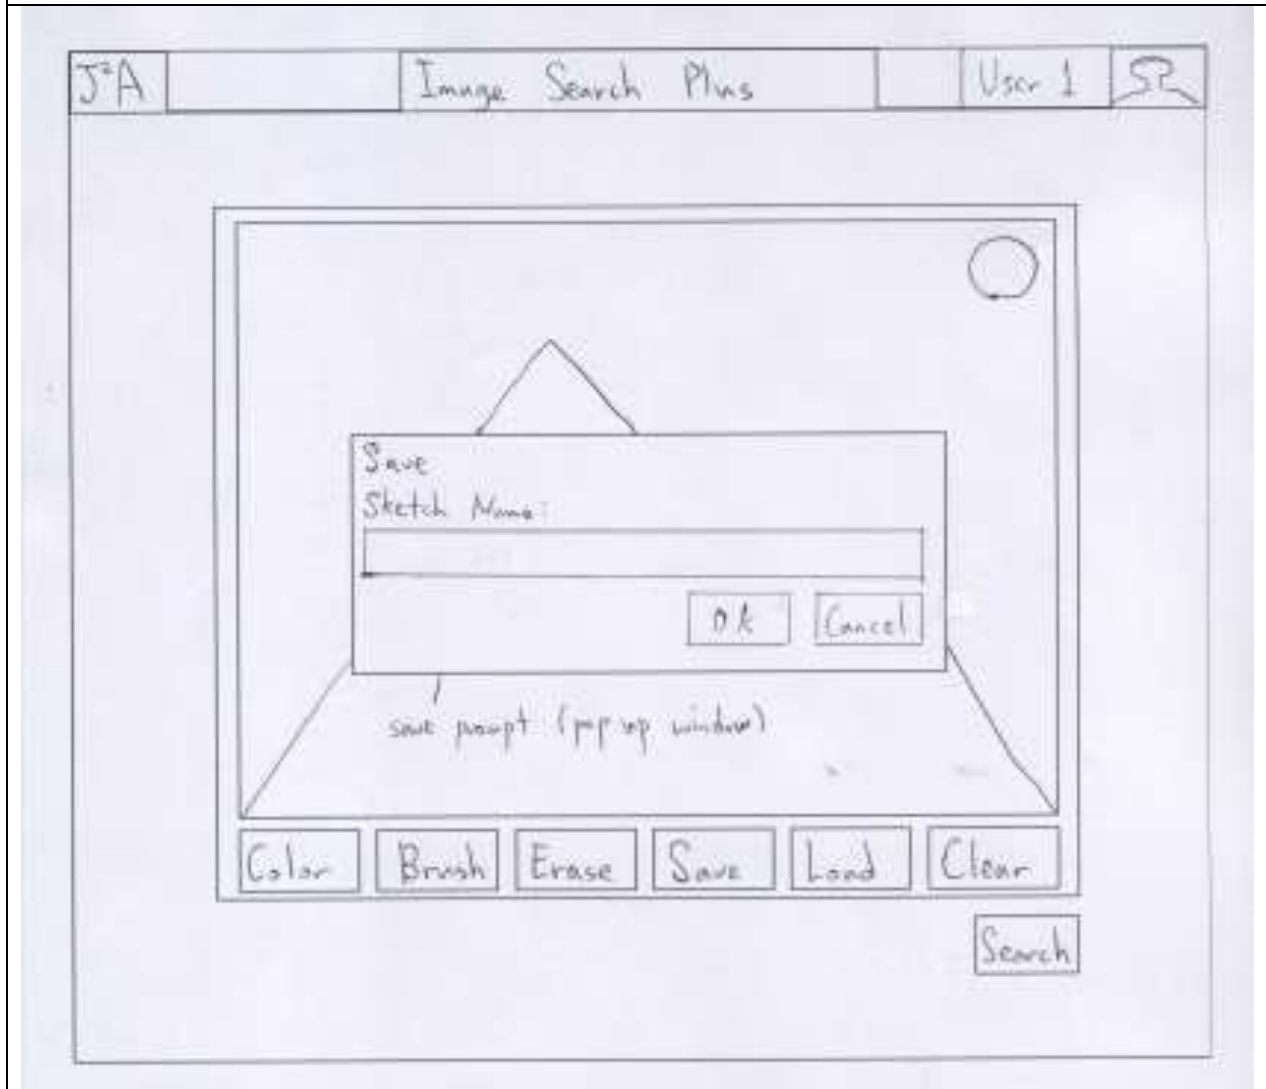 J²A Image Search Plus User 1
Save
Sketch Name:
Ok Cancel
save prompt (pop up window)
Color Brush Erase Save Load Clear
Search